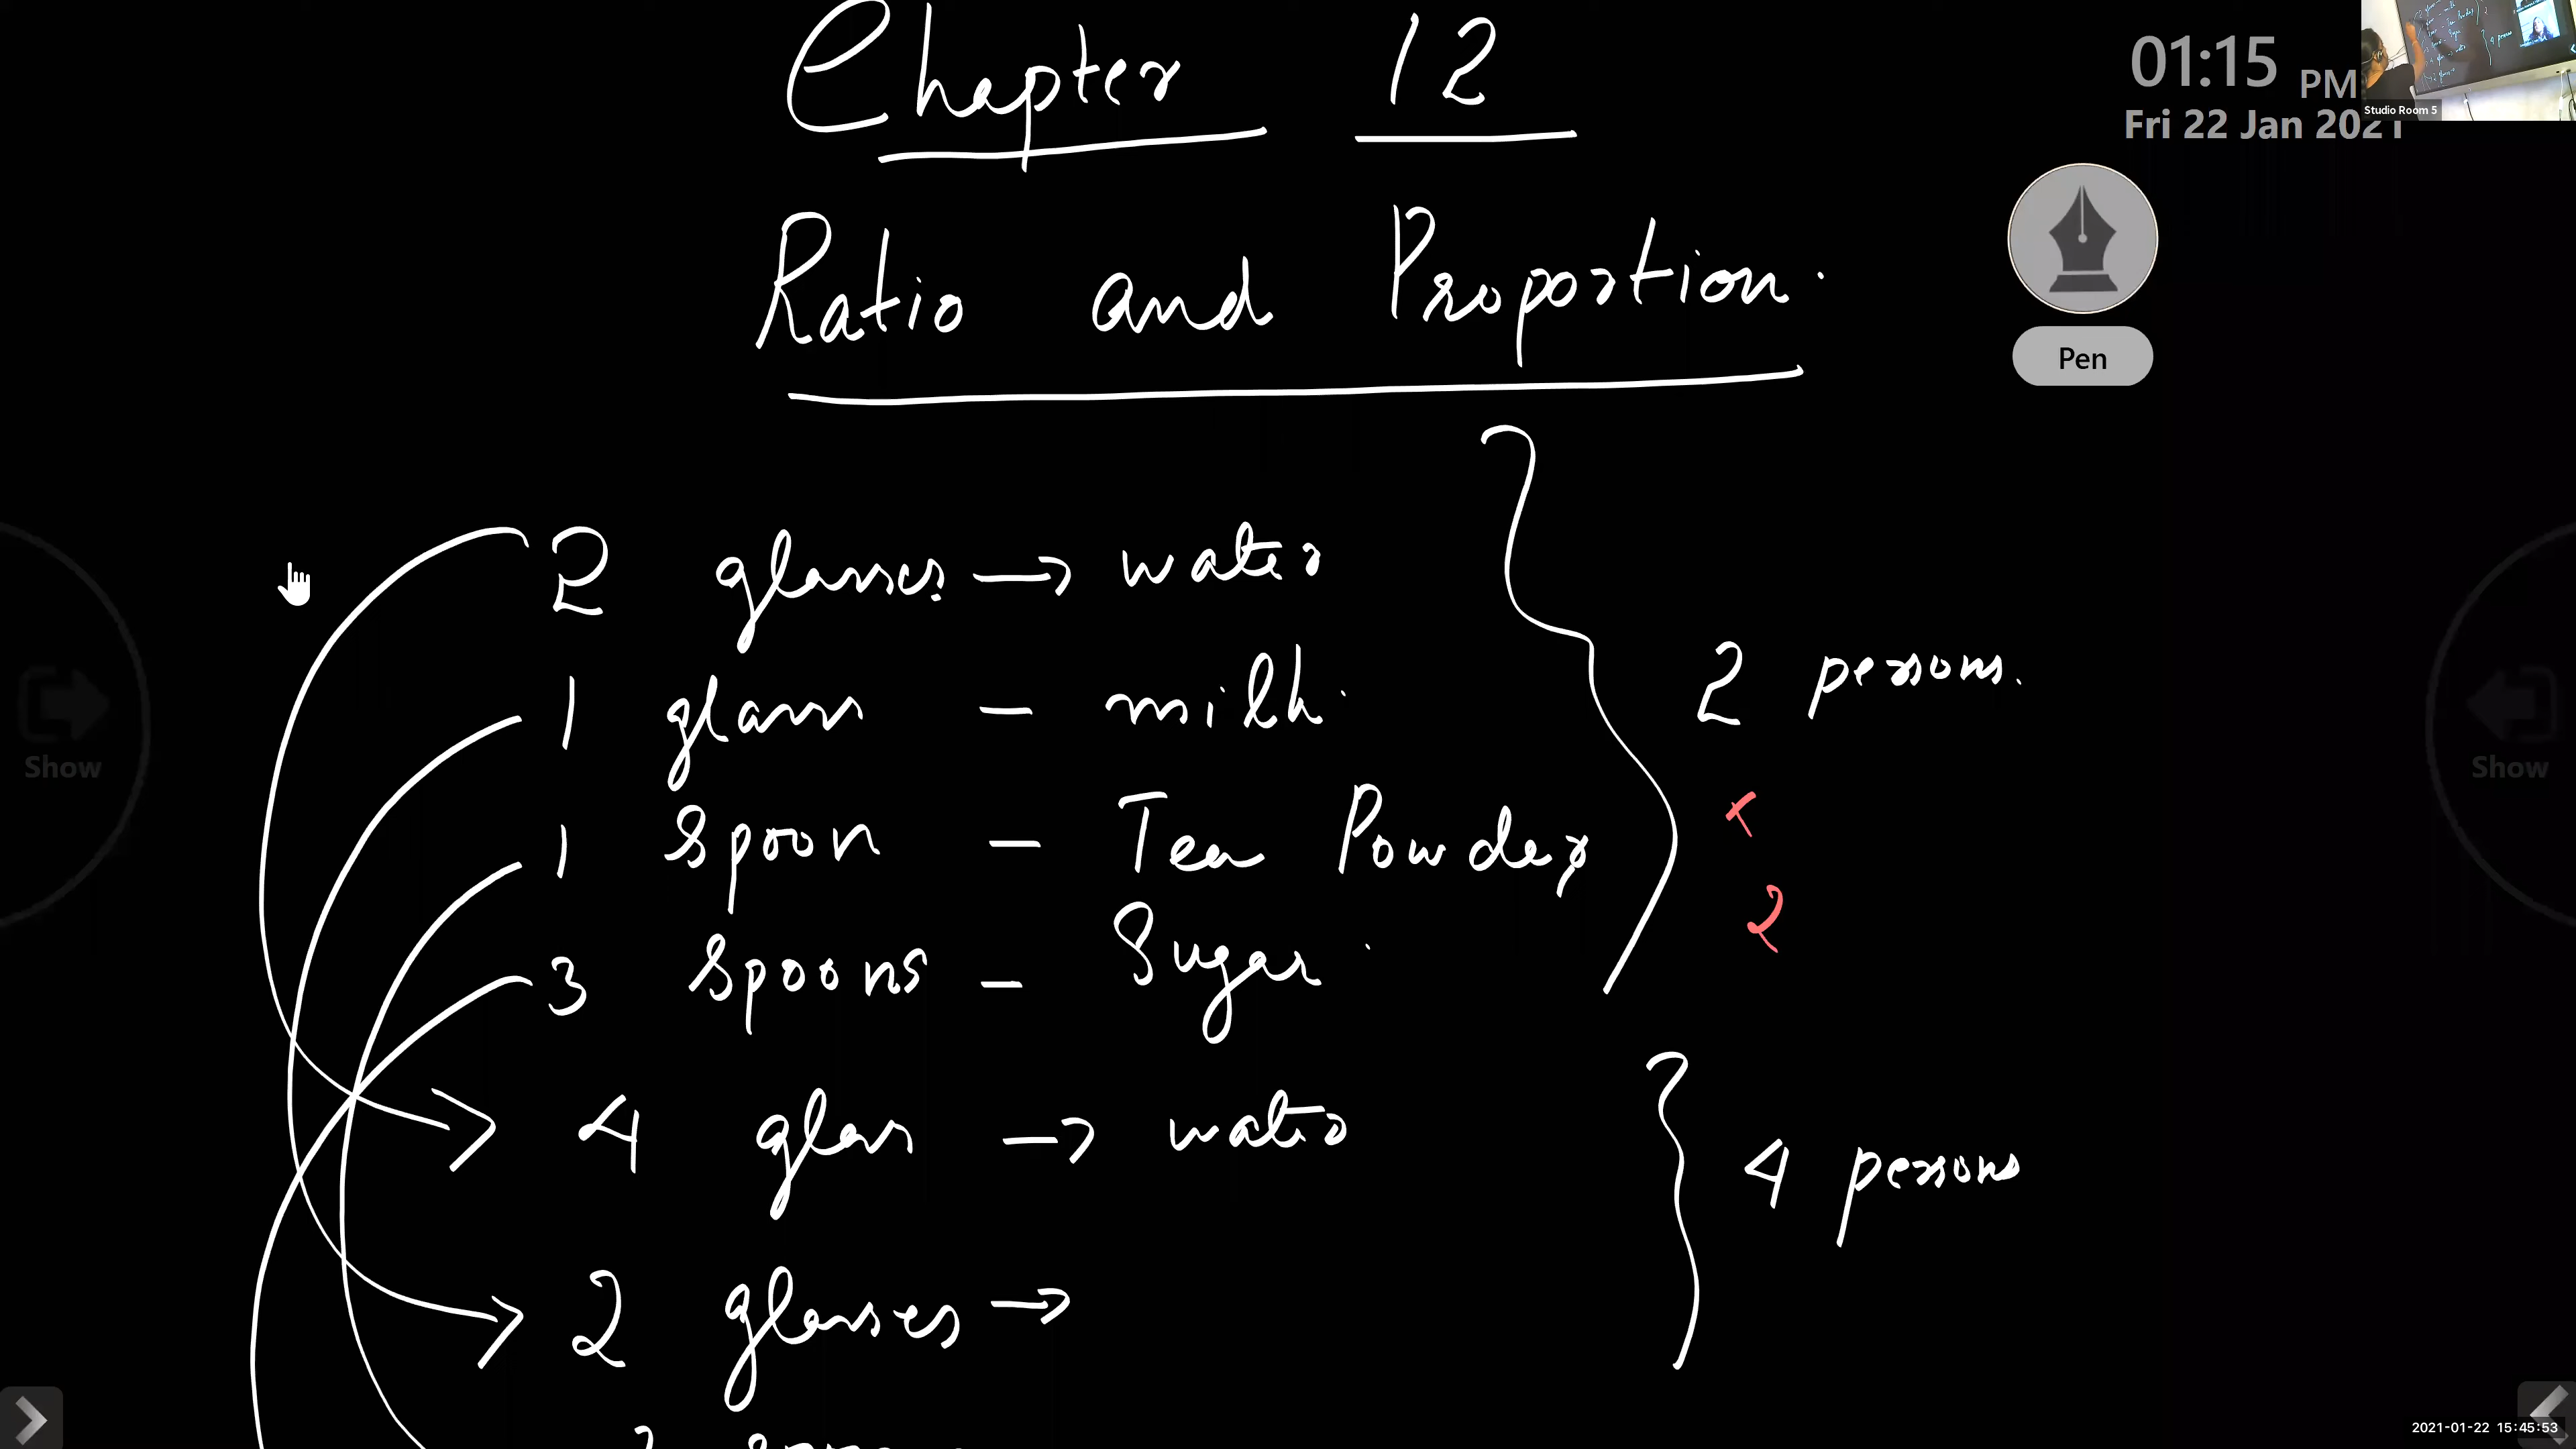 Chapter 12
01:15 PM
Fri 22 Jan 2021
Studio Room 5
Ratio and Proportion.
Pen
2 glasses → water
1 glass - milk.
2 persons.
Show
Show
1 spoon - Tea Powder
3 spoons - Sugar.
4 glass → water
4 persons
2 glasses →
2021-01-22 15:45:53